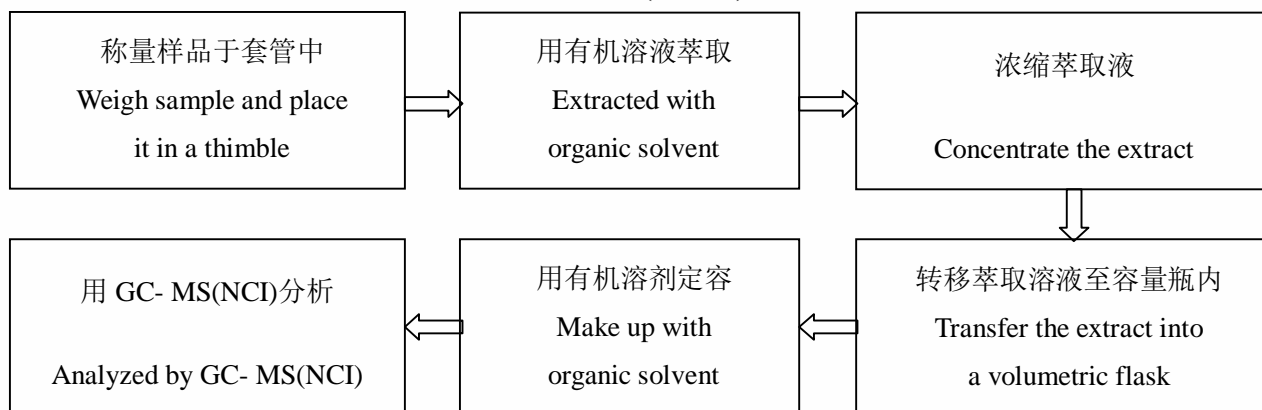 称量样品于套管中
Weigh sample and place
it in a thimble
用有机溶液萃取
Extracted with
organic solvent
浓缩萃取液
Concentrate the extract
转移萃取溶液至容量瓶内
Transfer the extract into
a volumetric flask
用有机溶剂定容
Make up with
organic solvent
用 GC- MS(NCI)分析
Analyzed by GC- MS(NCI)